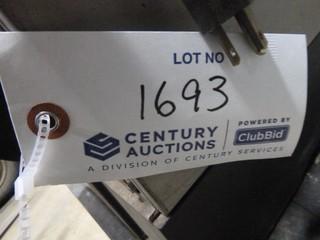 LOT NO
1693
CENTURY AUCTIONS
POWERED BY
ClubBid
A DIVISION OF CENTURY SERVICES